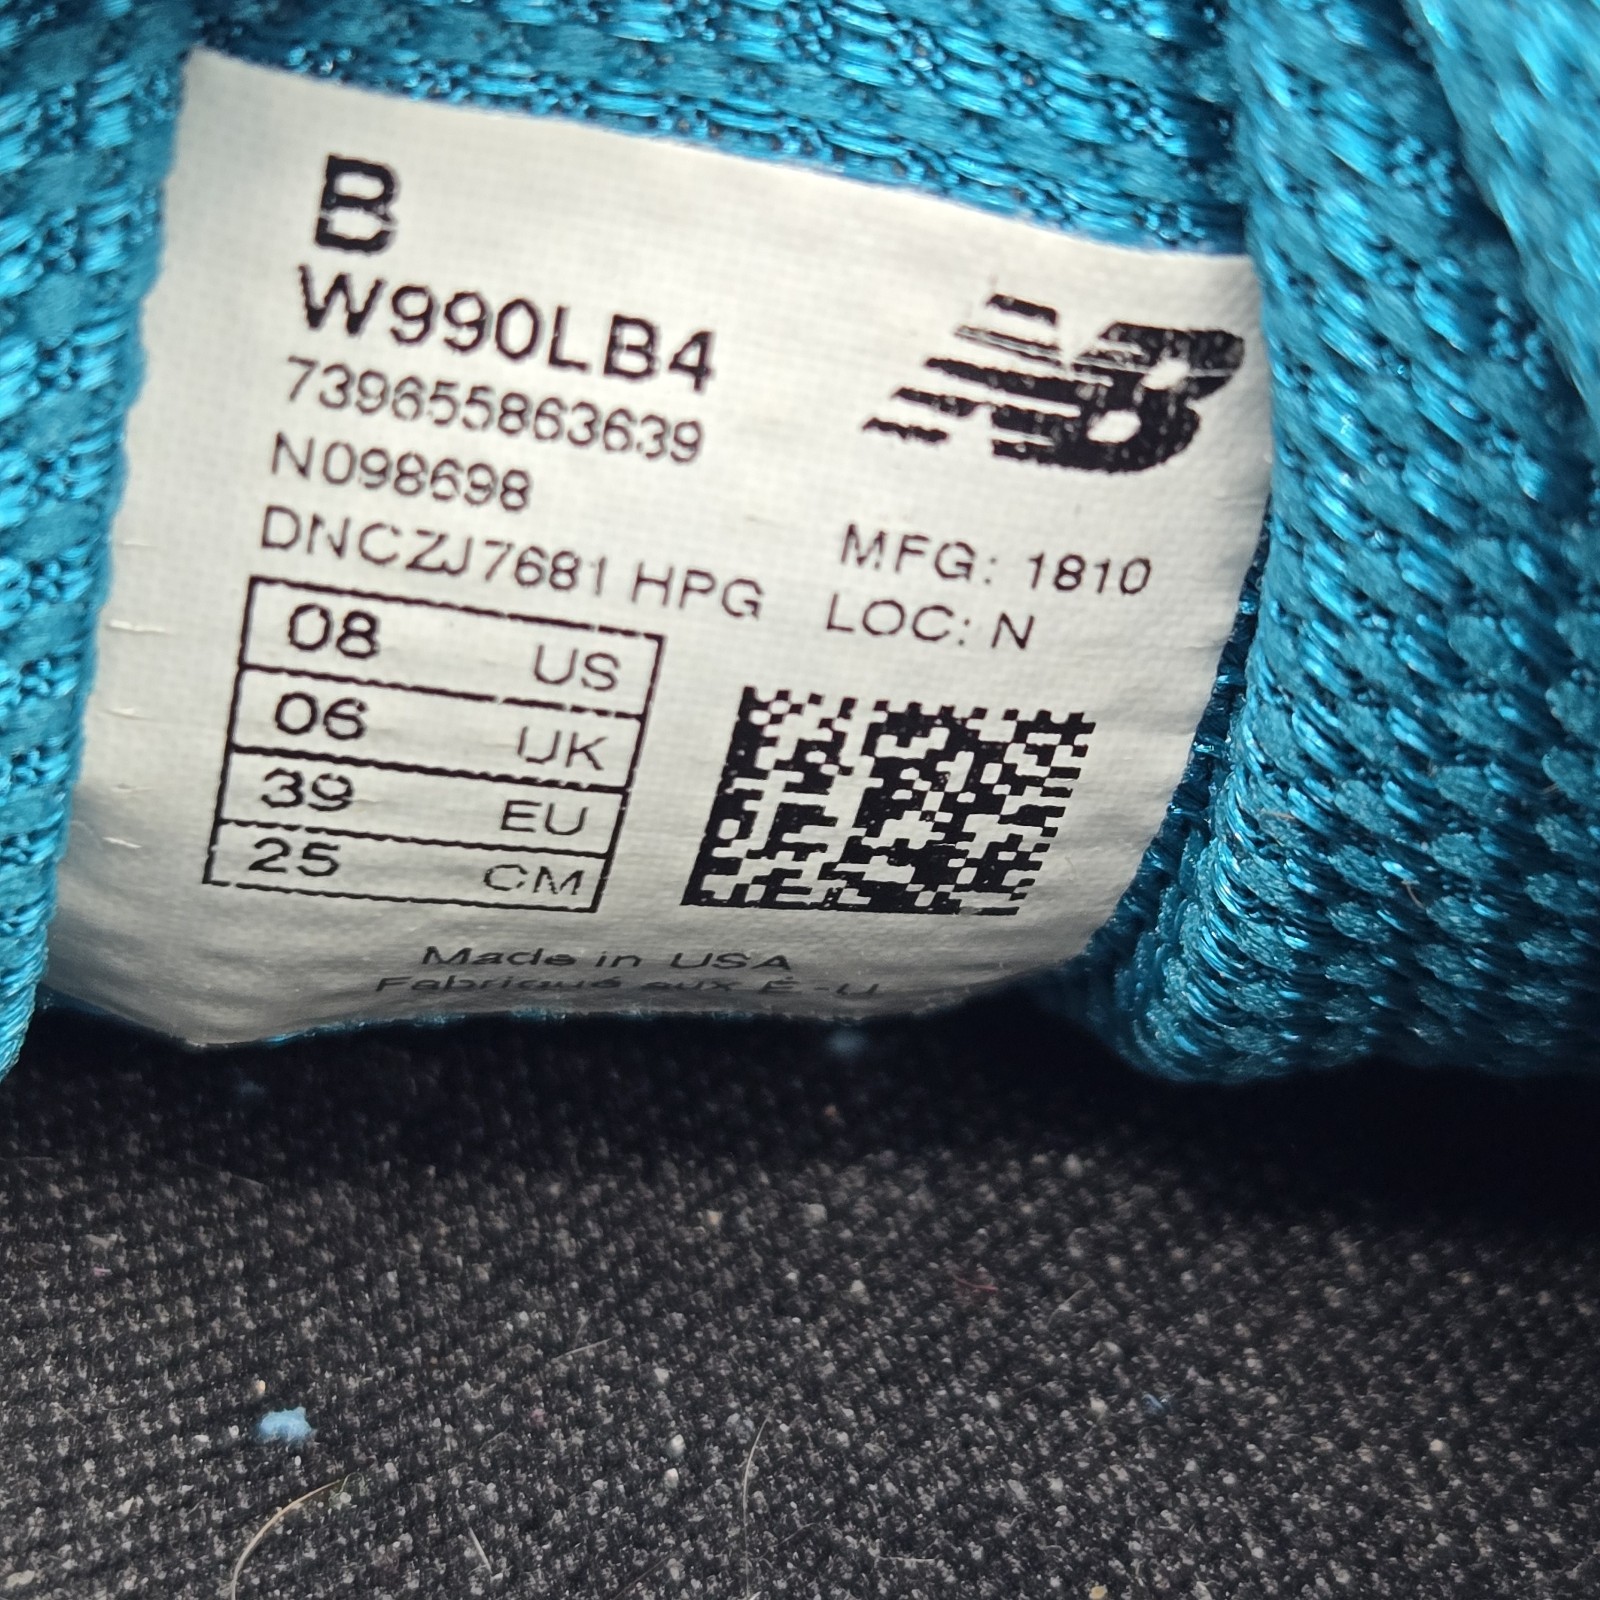 B
W990LB4
739655863639
N098698
DNCZJ7681 HPG
NB
MFG: 1810
LOC: N
08 US
06 UK
39 EU
25 CM
Made in USA
Fabriqué aux É-U